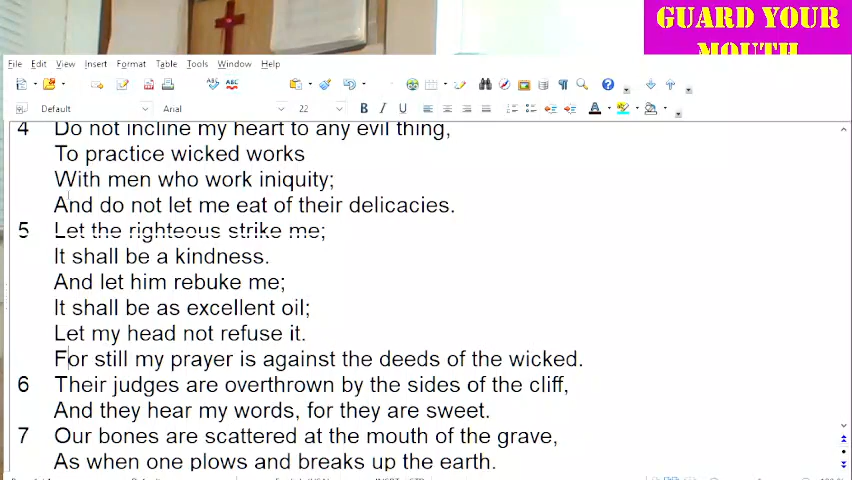 GUARD YOUR
MOUTH
File Edit View Insert Format Table Tools Window Help
Default Arial 22 B I U
4 Do not incline my heart to any evil thing,
To practice wicked works
With men who work iniquity;
And do not let me eat of their delicacies.
5 Let the righteous strike me;
It shall be a kindness.
And let him rebuke me;
It shall be as excellent oil;
Let my head not refuse it.
For still my prayer is against the deeds of the wicked.
6 Their judges are overthrown by the sides of the cliff,
And they hear my words, for they are sweet.
7 Our bones are scattered at the mouth of the grave,
As when one plows and breaks up the earth.